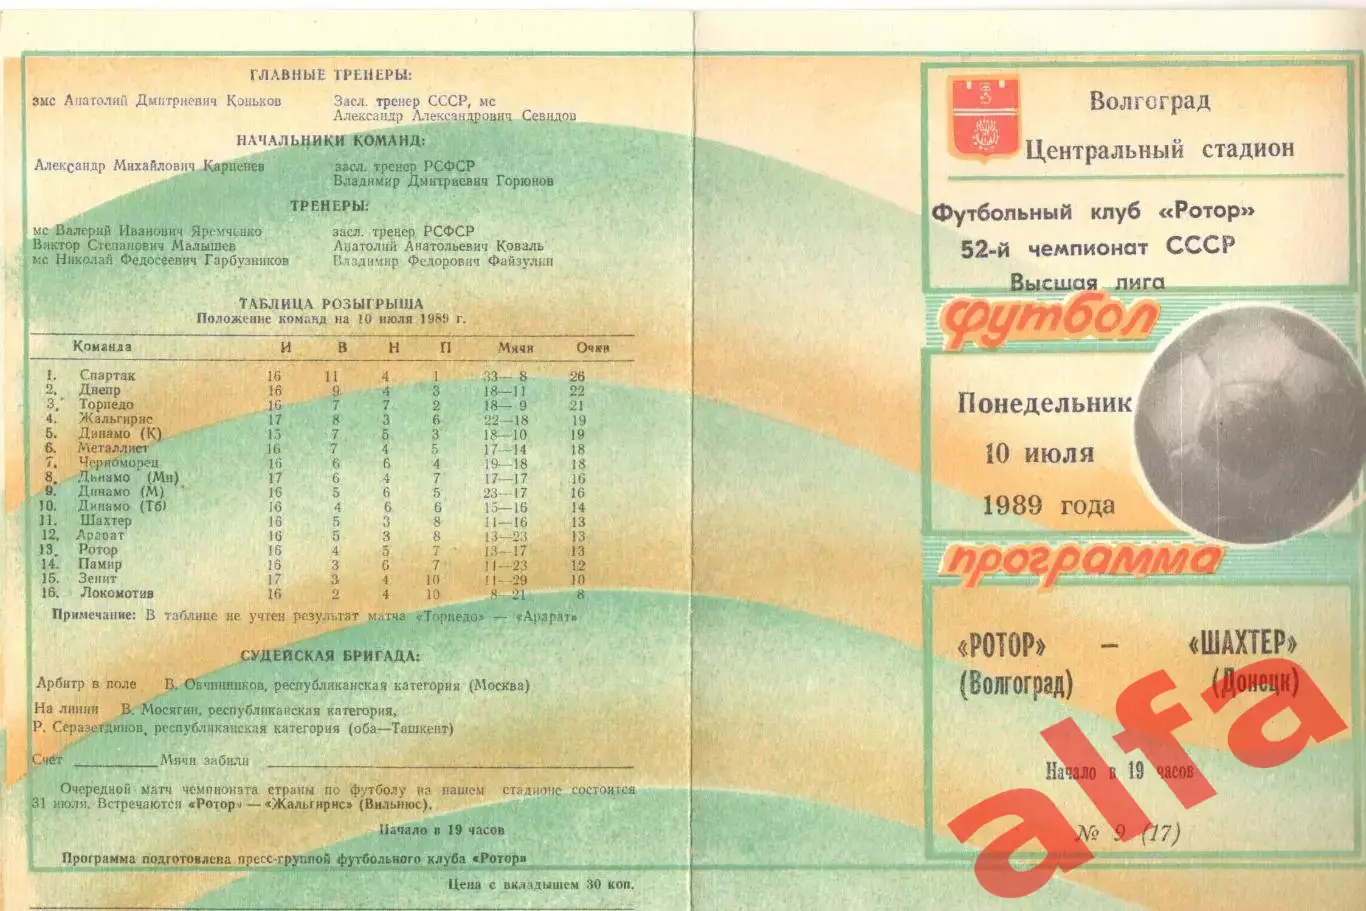 ГЛАВНЫЕ ТРЕНЕРЫ:
змс Анатолий Дмитриевич Коньков
Засл. тренер СССР, мс
Александр Александрович Севидов
НАЧАЛЬНИКИ КОМАНД:
Александр Михайлович Карпенев
засл. тренер РСФСР
Владимир Дмитриевич Горюнов
ТРЕНЕРЫ:
мс Валерий Иванович Яремченко
Виктор Степанович Малышев
мс Николай Федосеевич Гарбузников
засл. тренер РСФСР
Анатолий Анатольевич Коваль
Владимир Федорович Файзулин
ТАБЛИЦА РОЗЫГРЫША
Положение команд на 10 июля 1989 г.
Команда И В Н П Мячи Очки
1. Спартак 16 11 4 1 33—8 26
2. Днепр 16 9 4 3 18—11 22
3. Торпедо 16 7 7 2 18—9 21
4. Жальгирис 17 8 3 6 22—18 19
5. Динамо (К) 15 7 5 3 18—10 19
6. Металлист 16 7 4 5 17—14 18
7. Черноморец 16 6 6 4 19—18 18
8. Динамо (Мн) 17 6 4 7 17—17 16
9. Динамо (М) 16 5 6 5 23—17 16
10. Динамо (Тб) 16 4 6 6 15—16 14
11. Шахтер 16 5 3 8 11—16 13
12. Арарат 16 5 3 8 13—23 13
13. Ротор 16 4 5 7 13—17 13
14. Памир 16 3 6 7 11—23 12
15. Зенит 17 3 4 10 11—29 10
16. Локомотив 16 2 4 10 8—21 8
Примечание: В таблице не учтен результат матча «Торпедо» — «Арарат»
СУДЕЙСКАЯ БРИГАДА:
Арбитр в поле В. Овчинников, республиканская категория (Москва)
На линии В. Мосягин, республиканская категория,
Р. Серазетдинов, республиканская категория (оба—Ташкент)
Счет Мячи забили
Очередной матч чемпионата страны по футболу на нашем стадионе состоится
31 июля. Встречаются «Ротор» — «Жальгирис» (Вильнюс).
Начало в 19 часов
Программа подготовлена пресс-группой футбольного клуба «Ротор»
Цена с вкладышем 30 коп.
Волгоград
Центральный стадион
Футбольный клуб «Ротор»
52-й чемпионат СССР
Высшая лига
футбол
Понедельник
10 июля
1989 года
программа
«РОТОР» — «ШАХТЕР»
(Волгоград) (Донецк)
Начало в 19 часов
№ 9 (17)
alfa